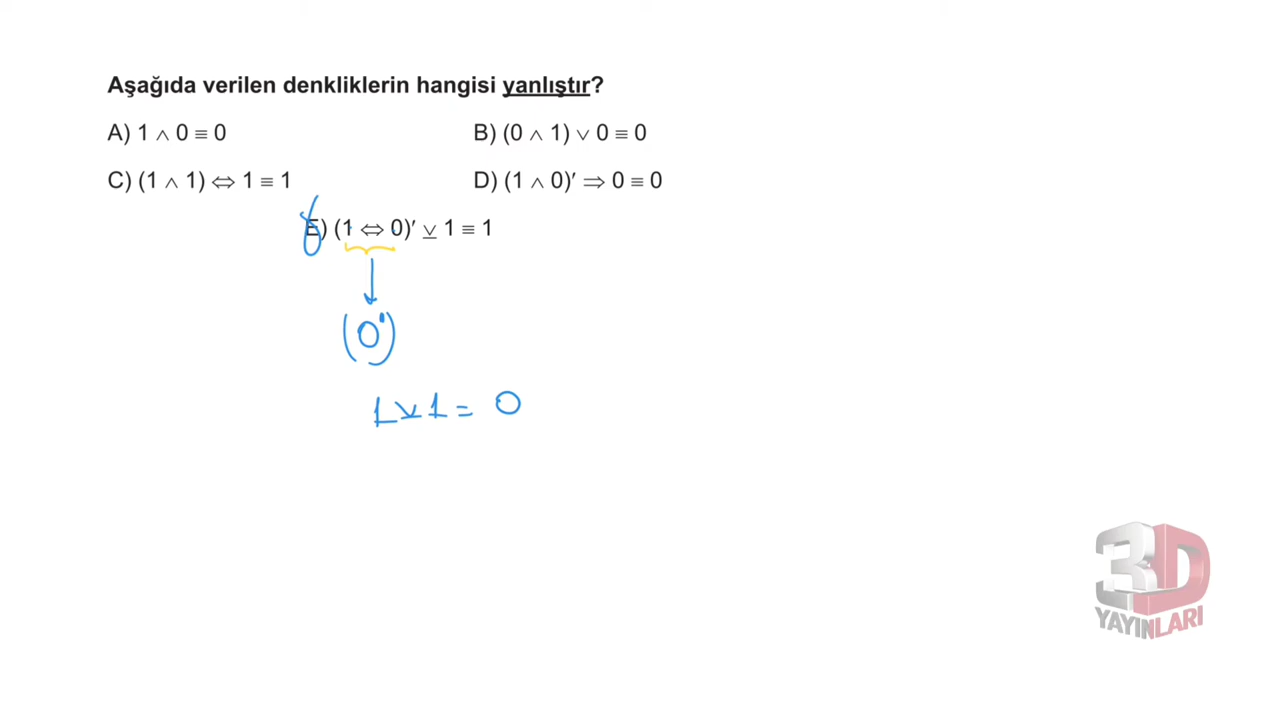 Aşağıda verilen denkliklerin hangisi yanlıştır?
A) 1 ∧ 0 ≡ 0
B) (0 ∧ 1) ∨ 0 ≡ 0
C) (1 ∧ 1) ⇔ 1 ≡ 1
D) (1 ∧ 0)′ ⇒ 0 ≡ 0
E) (1 ⇔ 0)′ ⊻ 1 ≡ 1
(0')
1 ⊻ 1 = 0
3D
YAYINLARI